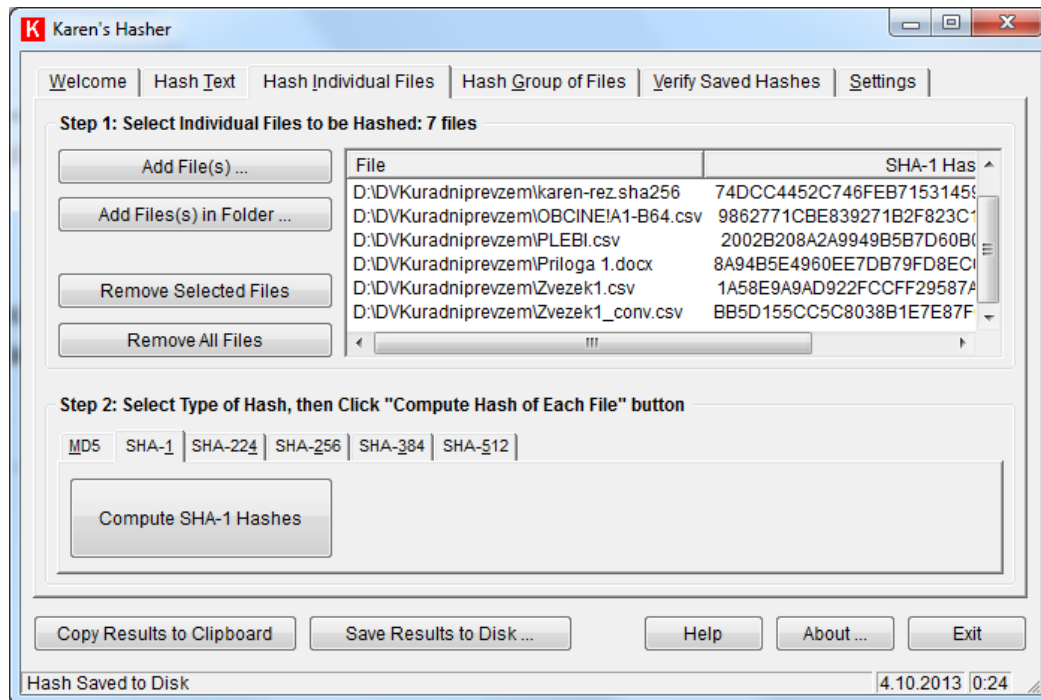 K Karen's Hasher
Welcome Hash Text Hash Individual Files Hash Group of Files Verify Saved Hashes Settings
Step 1: Select Individual Files to be Hashed: 7 files
Add File(s) ...
Add Files(s) in Folder ...
Remove Selected Files
Remove All Files
File SHA-1 Has
D:\DVKuradniprevzem\karen-rez.sha256 74DCC4452C746FEB71531459
D:\DVKuradniprevzem\OBCINE!A1-B64.csv 9862771CBE839271B2F823C1
D:\DVKuradniprevzem\PLEBI.csv 2002B208A2A9949B5B7D60B0
D:\DVKuradniprevzem\Priloga 1.docx 8A94B5E4960EE7DB79FD8EC
D:\DVKuradniprevzem\Zvezek1.csv 1A58E9A9AD922FCCFF29587A
D:\DVKuradniprevzem\Zvezek1_conv.csv BB5D155CC5C8038B1E7E87F
Step 2: Select Type of Hash, then Click "Compute Hash of Each File" button
MD5 SHA-1 SHA-224 SHA-256 SHA-384 SHA-512
Compute SHA-1 Hashes
Copy Results to Clipboard Save Results to Disk ... Help About ... Exit
Hash Saved to Disk 4.10.2013 0:24